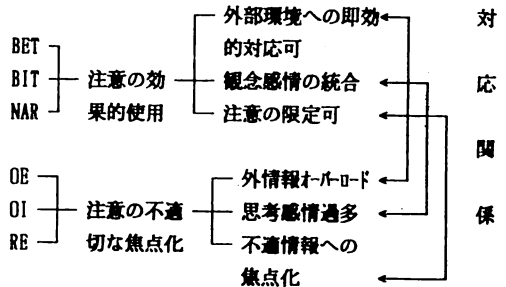 外部環境への即効
的対応可
BET
BIT 注意の効 観念感情の統合
NAR 果的使用 注意の限定可
OE 外情報オーバーロード
OI 注意の不適 思考感情過多
RE 切な焦点化 不適情報への
焦点化
対
応
関
係